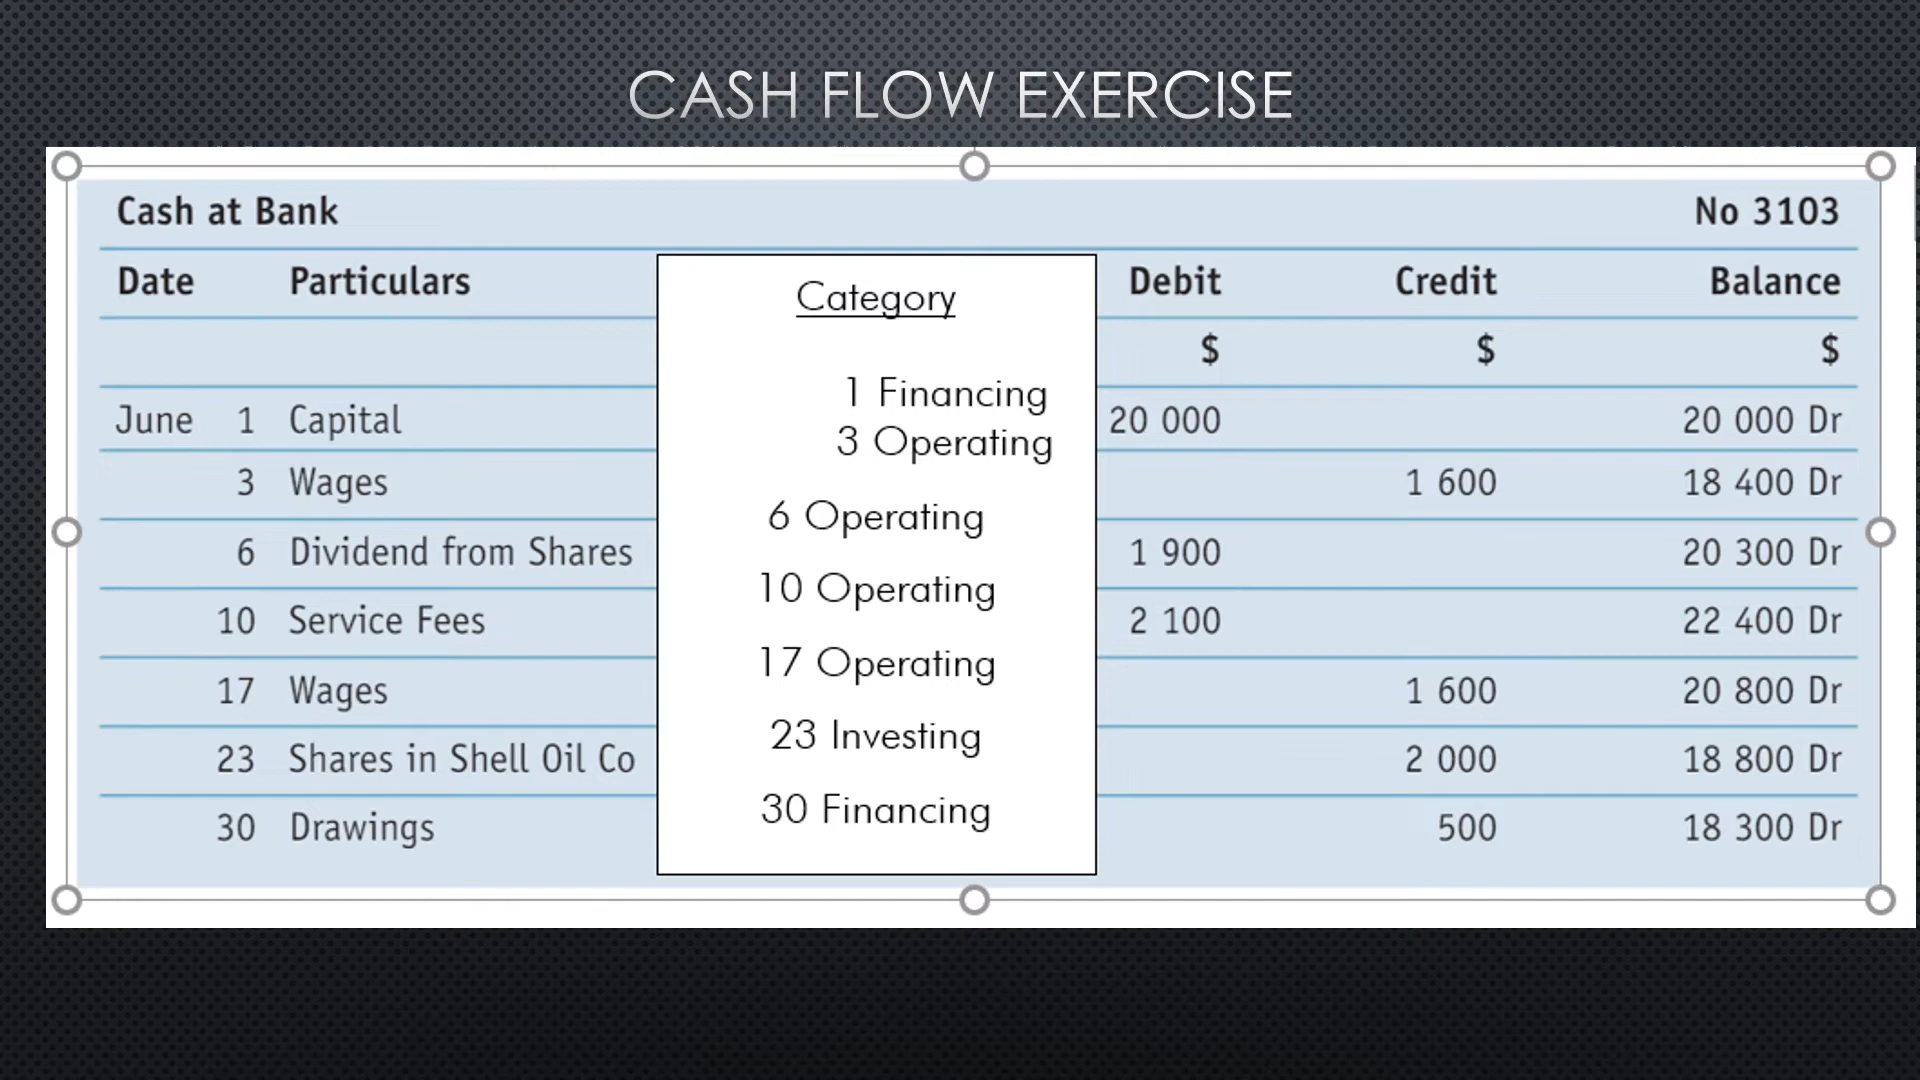 CASH FLOW EXERCISE
Cash at Bank No 3103
Date Particulars Category Debit Credit Balance
$ $ $
June 1 Capital 1 Financing 20 000 20 000 Dr
3 Wages 3 Operating 1 600 18 400 Dr
6 Dividend from Shares 6 Operating 1 900 20 300 Dr
10 Service Fees 10 Operating 2 100 22 400 Dr
17 Wages 17 Operating 1 600 20 800 Dr
23 Shares in Shell Oil Co 23 Investing 2 000 18 800 Dr
30 Drawings 30 Financing 500 18 300 Dr